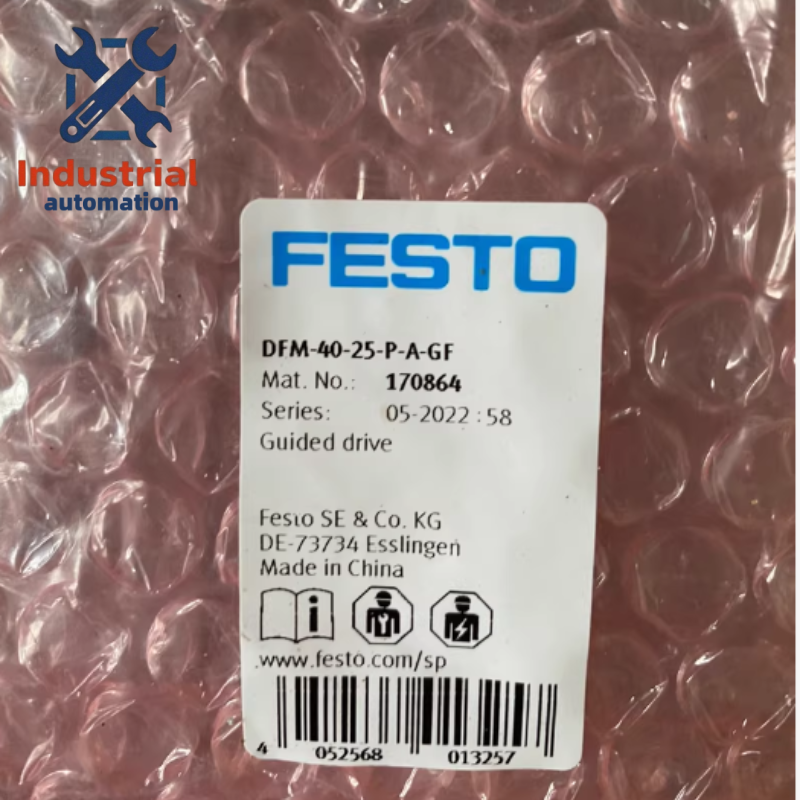 Industrial
automation
FESTO
DFM-40-25-P-A-GF
Mat. No.: 170864
Series: 05-2022 : 58
Guided drive
Festo SE & Co. KG
DE-73734 Esslingen
Made in China
i
www.festo.com/sp
4 052568 013257